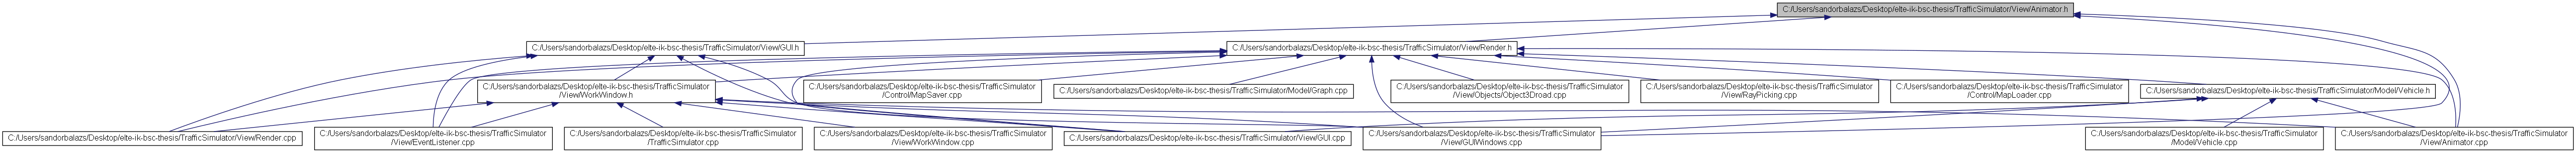 C:/Users/sandorbalazs/Desktop/elte-ik-bsc-thesis/TrafficSimulator/View/Animator.h
C:/Users/sandorbalazs/Desktop/elte-ik-bsc-thesis/TrafficSimulator/View/GUI.h
C:/Users/sandorbalazs/Desktop/elte-ik-bsc-thesis/TrafficSimulator/View/Render.h
C:/Users/sandorbalazs/Desktop/elte-ik-bsc-thesis/TrafficSimulator
/View/WorkWindow.h
C:/Users/sandorbalazs/Desktop/elte-ik-bsc-thesis/TrafficSimulator
/Control/MapSaver.cpp
C:/Users/sandorbalazs/Desktop/elte-ik-bsc-thesis/TrafficSimulator/Model/Graph.cpp
C:/Users/sandorbalazs/Desktop/elte-ik-bsc-thesis/TrafficSimulator
/View/Objects/Object3Droad.cpp
C:/Users/sandorbalazs/Desktop/elte-ik-bsc-thesis/TrafficSimulator
/View/RayPicking.cpp
C:/Users/sandorbalazs/Desktop/elte-ik-bsc-thesis/TrafficSimulator
/Control/MapLoader.cpp
C:/Users/sandorbalazs/Desktop/elte-ik-bsc-thesis/TrafficSimulator/Model/Vehicle.h
C:/Users/sandorbalazs/Desktop/elte-ik-bsc-thesis/TrafficSimulator/View/Render.cpp
C:/Users/sandorbalazs/Desktop/elte-ik-bsc-thesis/TrafficSimulator
/View/EventListener.cpp
C:/Users/sandorbalazs/Desktop/elte-ik-bsc-thesis/TrafficSimulator
/TrafficSimulator.cpp
C:/Users/sandorbalazs/Desktop/elte-ik-bsc-thesis/TrafficSimulator
/View/WorkWindow.cpp
C:/Users/sandorbalazs/Desktop/elte-ik-bsc-thesis/TrafficSimulator/View/GUI.cpp
C:/Users/sandorbalazs/Desktop/elte-ik-bsc-thesis/TrafficSimulator
/View/GUIWindows.cpp
C:/Users/sandorbalazs/Desktop/elte-ik-bsc-thesis/TrafficSimulator
/Model/Vehicle.cpp
C:/Users/sandorbalazs/Desktop/elte-ik-bsc-thesis/TrafficSimulator
/View/Animator.cpp